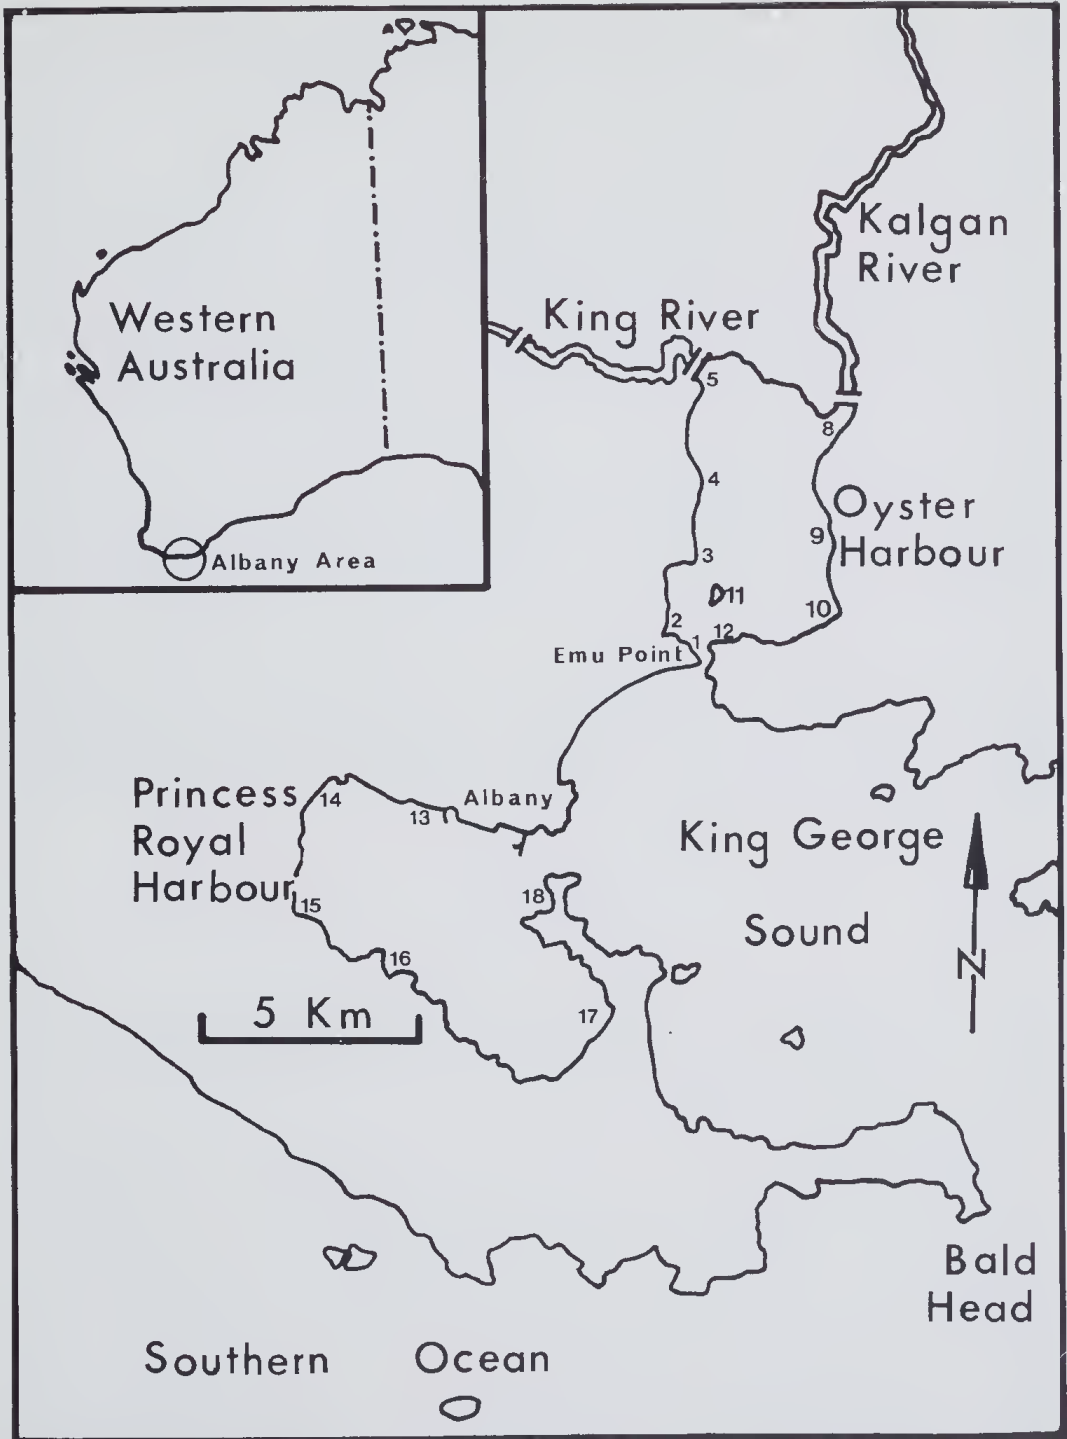 Western
Australia
Albany Area
Kalgan
River
King River
5
8
4
Oyster
Harbour
9
3
11
10
2
1
12
Emu Point
Princess
Royal
Harbour
14
13
Albany
King George
Sound
N
18
15
16
17
5 Km
Bald
Head
Southern Ocean